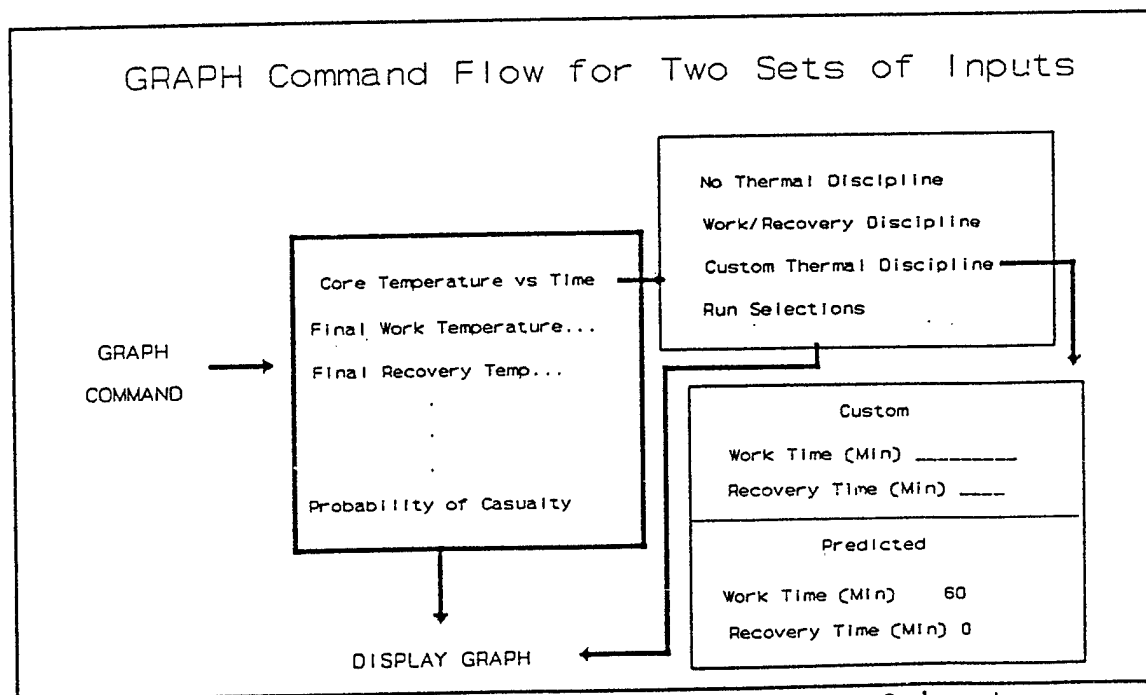 GRAPH Command Flow for Two Sets of Inputs
No Thermal Discipline
Work/Recovery Discipline
Custom Thermal Discipline
Run Selections
Core Temperature vs Time
Final Work Temperature...
Final Recovery Temp...
.
.
.
Probability of Casualty
GRAPH
COMMAND
Custom
Work Time (Min) _________
Recovery Time (Min) ____
Predicted
Work Time (Min) 60
Recovery Time (Min) 0
DISPLAY GRAPH